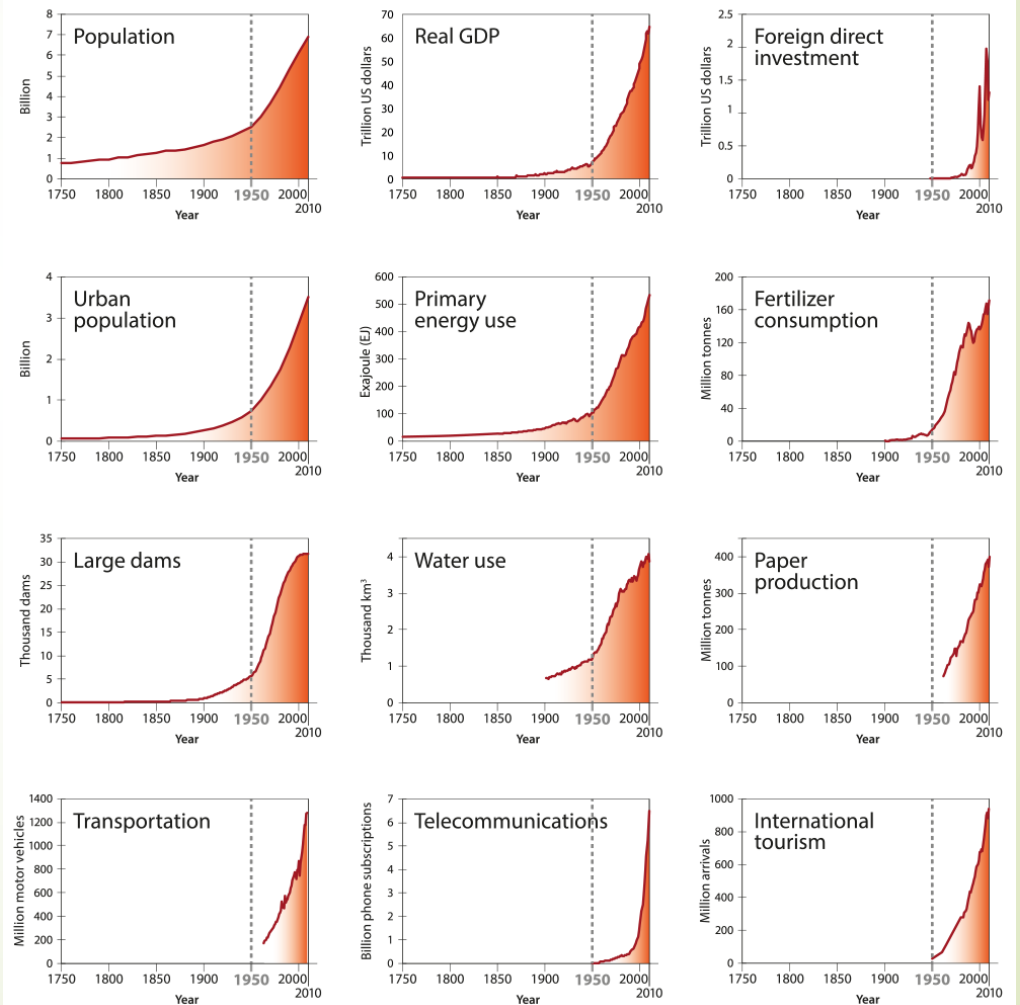 Population
Billion
8
7
6
5
4
3
2
1
0
1750 1800 1850 1900 1950 2000
2010
Year
Real GDP
Trillion US dollars
70
60
50
40
30
20
10
0
1750 1800 1850 1900 1950 2000
2010
Year
Foreign direct
investment
Trillion US dollars
2.5
2
1.5
1
0.5
0
1750 1800 1850 1900 1950 2000
2010
Year
Urban
population
Billion
4
3
2
1
0
1750 1800 1850 1900 1950 2000
2010
Year
Primary
energy use
Exajoule (EJ)
600
500
400
300
200
100
0
1750 1800 1850 1900 1950 2000
2010
Year
Fertilizer
consumption
Million tonnes
200
160
120
80
40
0
1750 1800 1850 1900 1950 2000
2010
Year
Large dams
Thousand dams
35
30
25
20
15
10
5
0
1750 1800 1850 1900 1950 2000
2010
Year
Water use
Thousand km³
4
3
2
1
0
1750 1800 1850 1900 1950 2000
2010
Year
Paper
production
Million tonnes
400
300
200
100
0
1750 1800 1850 1900 1950 2000
2010
Year
Transportation
Million motor vehicles
1400
1200
1000
800
600
400
200
0
1750 1800 1850 1900 1950 2000
2010
Year
Telecommunications
Billion phone subscriptions
7
6
5
4
3
2
1
0
1750 1800 1850 1900 1950 2000
2010
Year
International
tourism
Million arrivals
1000
800
600
400
200
0
1750 1800 1850 1900 1950 2000
2010
Year